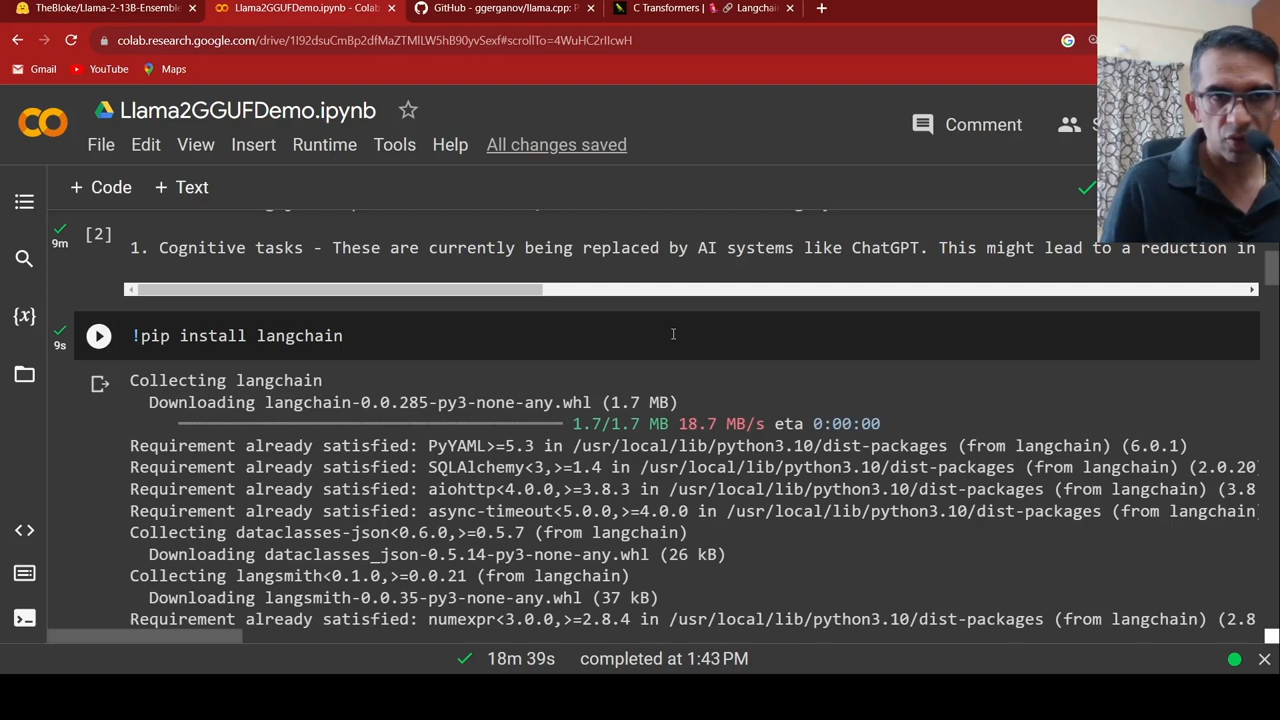 TheBloke/Llama-2-13B-Ensemble
Llama2GGUFDemo.ipynb - Colab
GitHub - ggerganov/llama.cpp: P
C Transformers | Langchain
colab.research.google.com/drive/1I92dsuCmBp2dfMaZTMlLW5hB90yvSexf#scrollTo=4WuHC2rIIcwH
Gmail
YouTube
Maps
Llama2GGUFDemo.ipynb
Comment
File Edit View Insert Runtime Tools Help All changes saved
+ Code + Text
[2]
9m
1. Cognitive tasks - These are currently being replaced by AI systems like ChatGPT. This might lead to a reduction in
!pip install langchain
9s
Collecting langchain
Downloading langchain-0.0.285-py3-none-any.whl (1.7 MB)
1.7/1.7 MB 18.7 MB/s eta 0:00:00
Requirement already satisfied: PyYAML>=5.3 in /usr/local/lib/python3.10/dist-packages (from langchain) (6.0.1)
Requirement already satisfied: SQLAlchemy<3,>=1.4 in /usr/local/lib/python3.10/dist-packages (from langchain) (2.0.20)
Requirement already satisfied: aiohttp<4.0.0,>=3.8.3 in /usr/local/lib/python3.10/dist-packages (from langchain) (3.8
Requirement already satisfied: async-timeout<5.0.0,>=4.0.0 in /usr/local/lib/python3.10/dist-packages (from langchain)
Collecting dataclasses-json<0.6.0,>=0.5.7 (from langchain)
Downloading dataclasses_json-0.5.14-py3-none-any.whl (26 kB)
Collecting langsmith<0.1.0,>=0.0.21 (from langchain)
Downloading langsmith-0.0.35-py3-none-any.whl (37 kB)
Requirement already satisfied: numexpr<3.0.0,>=2.8.4 in /usr/local/lib/python3.10/dist-packages (from langchain) (2.8
18m 39s completed at 1:43 PM